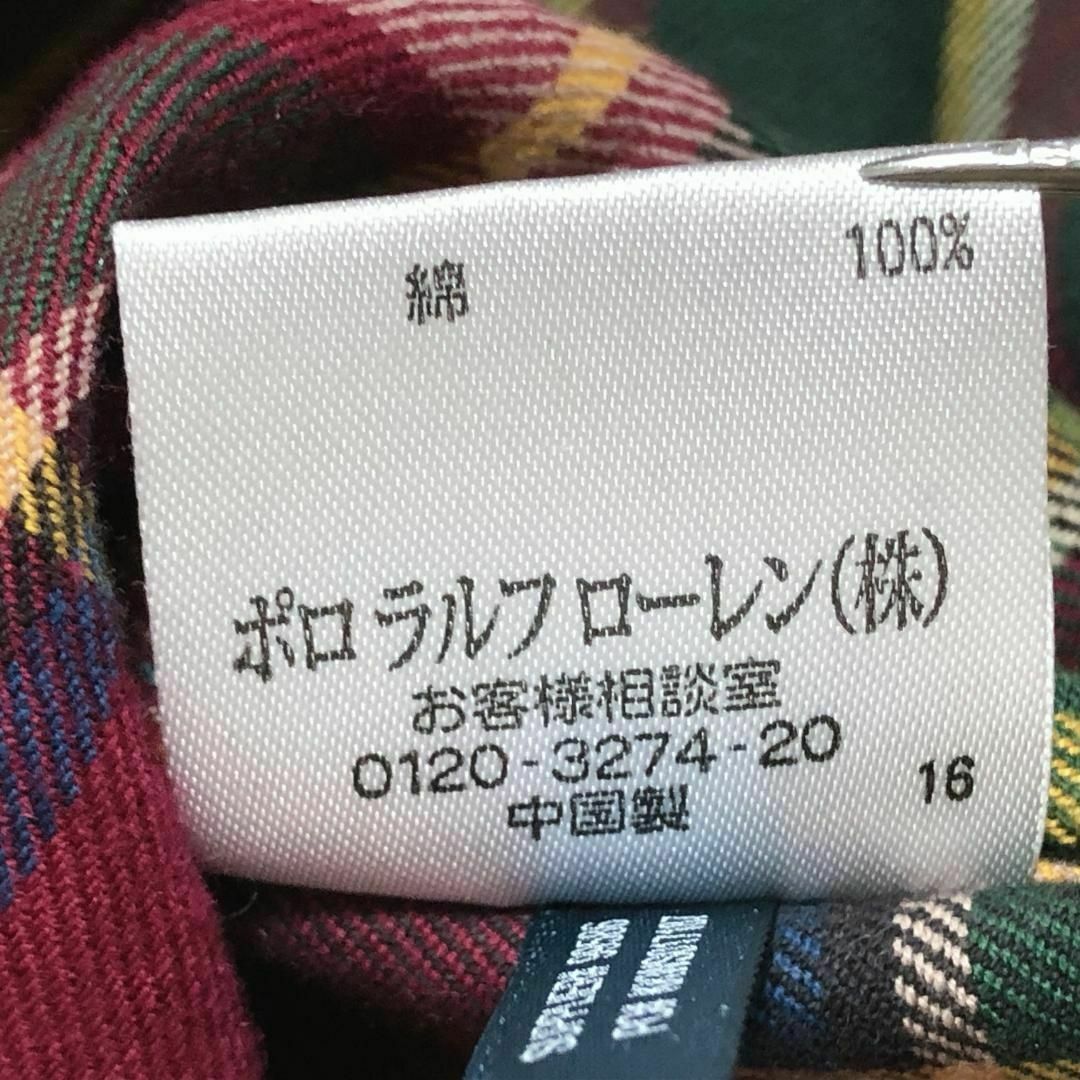 綿 100%
ポロ ラルフ ローレン(株)
お客様相談室
0120-3274-20
中国製 16